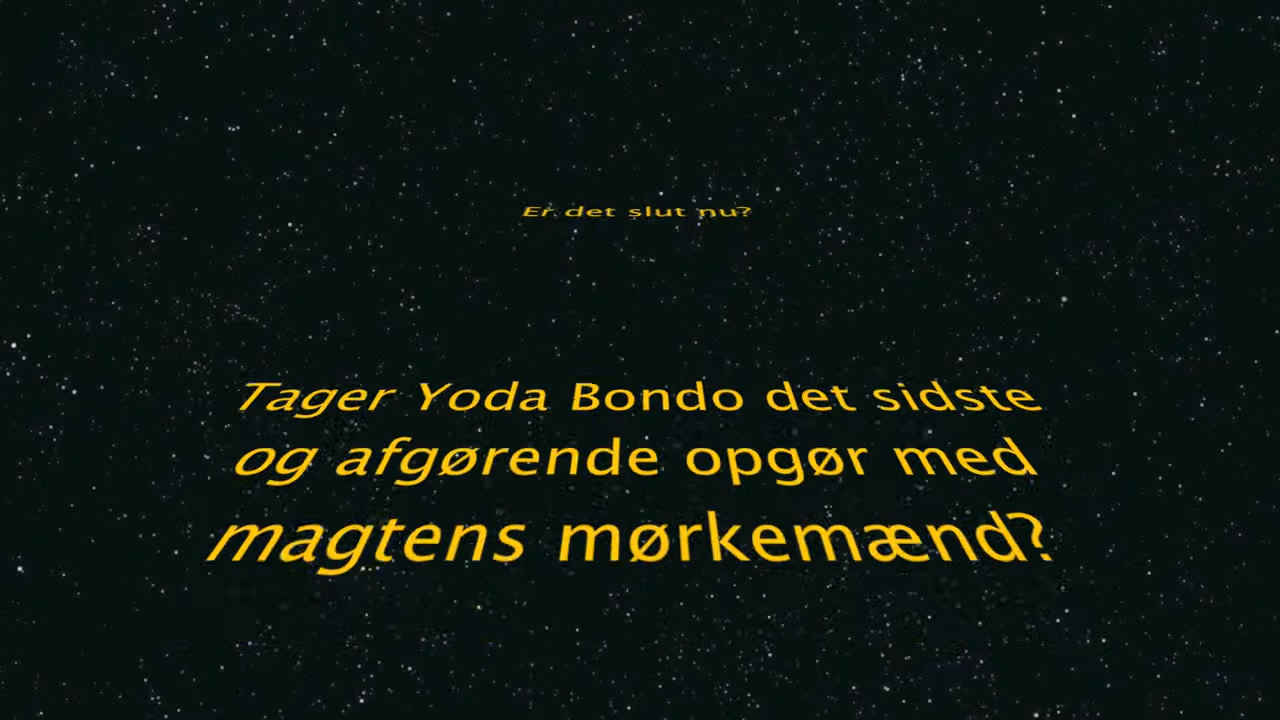 Er det slut nu?
Tager Yoda Bondo det sidste
og afgørende opgør med
magtens mørkemænd?